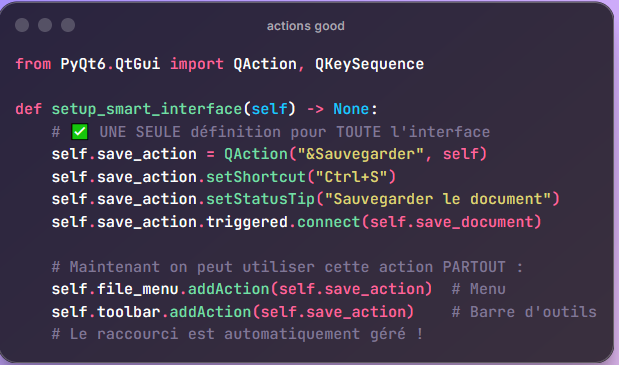 actions good
from PyQt6.QtGui import QAction, QKeySequence
def setup_smart_interface(self) -> None:
    # ✅ UNE SEULE définition pour TOUTE l'interface
    self.save_action = QAction("&Sauvegarder", self)
    self.save_action.setShortcut("Ctrl+S")
    self.save_action.setStatusTip("Sauvegarder le document")
    self.save_action.triggered.connect(self.save_document)
    # Maintenant on peut utiliser cette action PARTOUT :
    self.file_menu.addAction(self.save_action)  # Menu
    self.toolbar.addAction(self.save_action)    # Barre d'outils
    # Le raccourci est automatiquement géré !